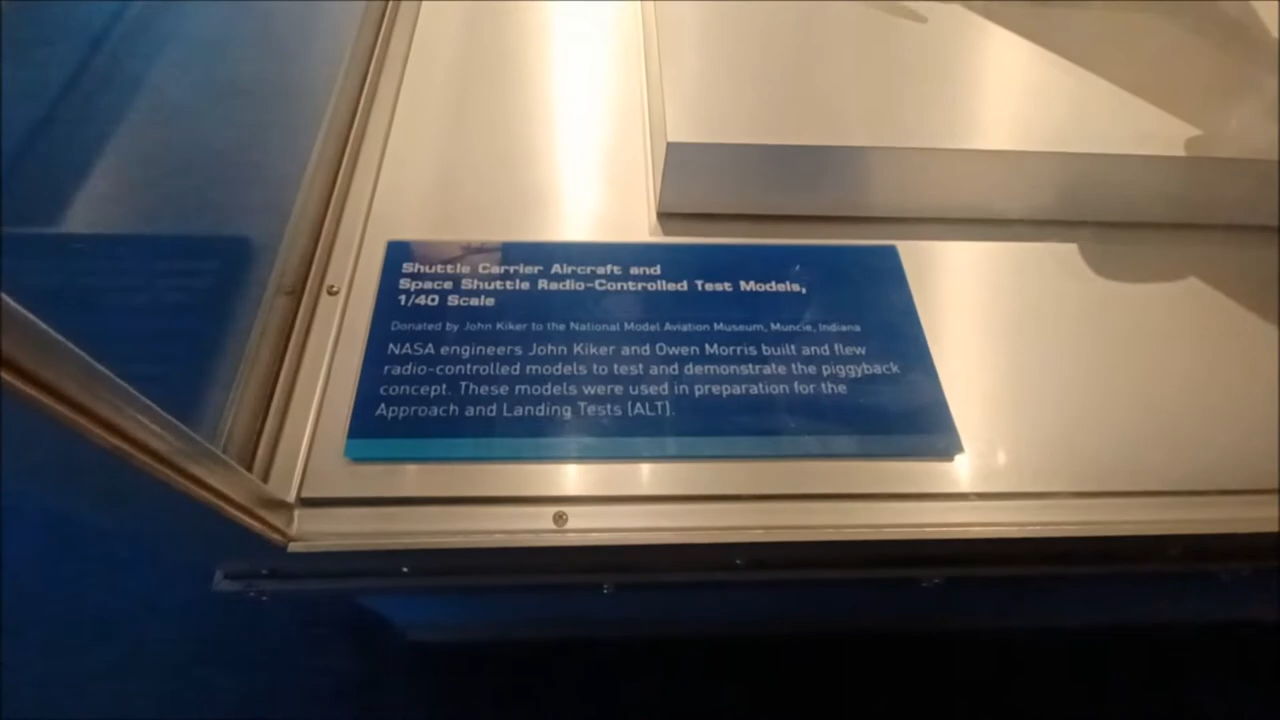 Shuttle Carrier Aircraft and
Space Shuttle Radio-Controlled Test Models,
1/40 Scale
Donated by John Kiker to the National Model Aviation Museum, Muncie, Indiana
NASA engineers John Kiker and Owen Morris built and flew
radio-controlled models to test and demonstrate the piggyback
concept. These models were used in preparation for the
Approach and Landing Tests (ALT).